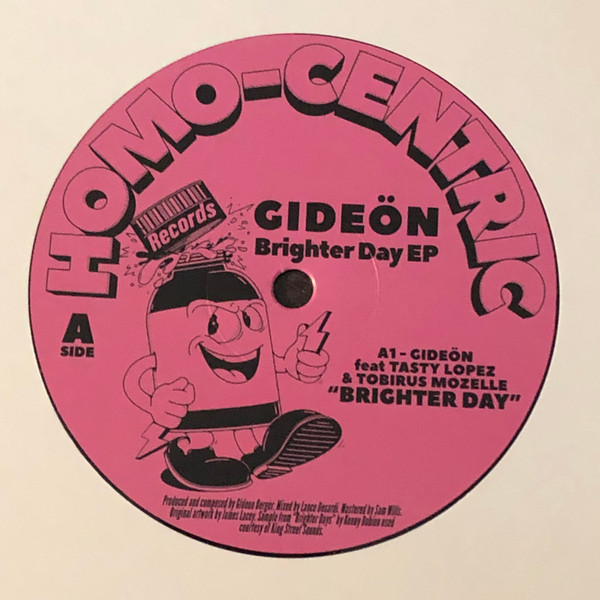 HOMO-CENTRIC
Records
GIDEÖN
Brighter Day EP
A
SIDE
A1 - GIDEÖN
feat TASTY LOPEZ
& TOBIRUS MOZELLE
"BRIGHTER DAY"
Produced and composed by Gideon Berger. Mixed by Lance Desardi. Mastered by Sam Willis.
Original artwork by James Lacey. Sample from "Brighter Days" by Kenny Bobien used
courtesy of King Street Sounds.